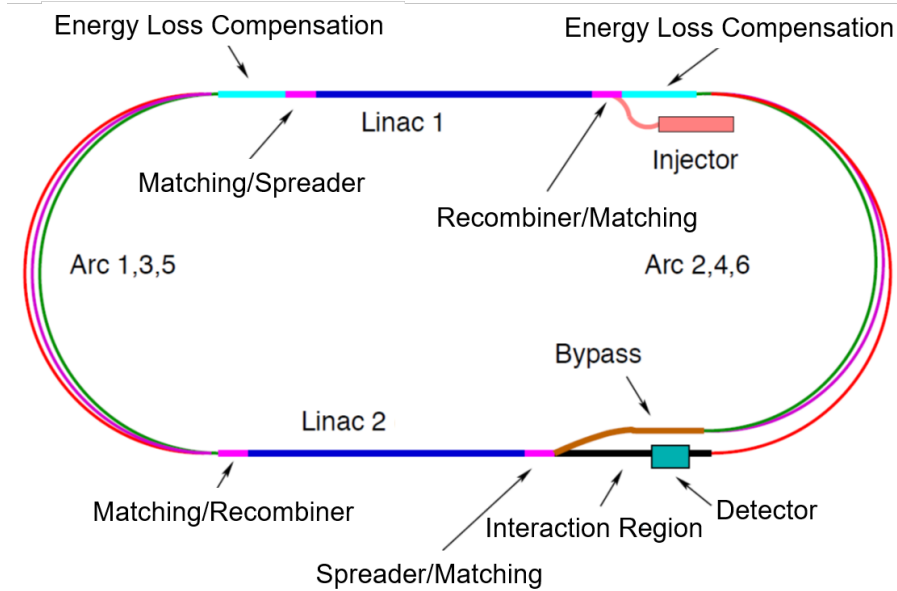 Energy Loss Compensation
Energy Loss Compensation
Linac 1
Injector
Matching/Spreader
Recombiner/Matching
Arc 1,3,5
Arc 2,4,6
Bypass
Linac 2
Matching/Recombiner
Detector
Interaction Region
Spreader/Matching